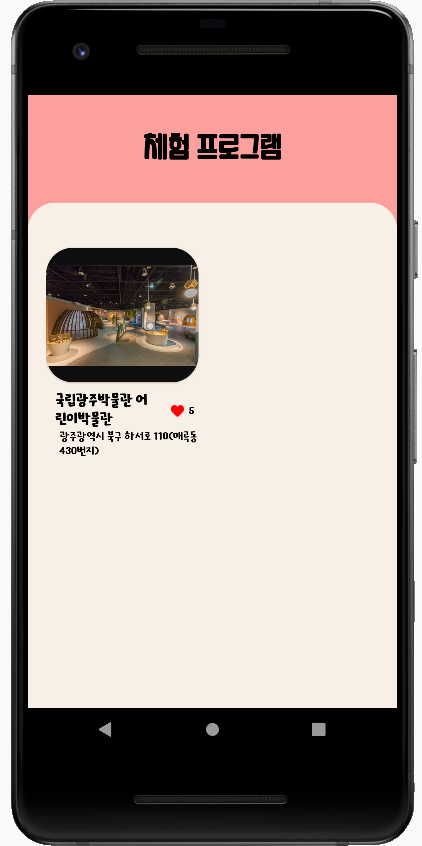 체험 프로그램
국립광주박물관 어
린이박물관
5
광주광역시 북구 하서로 110(매곡동
430번지)